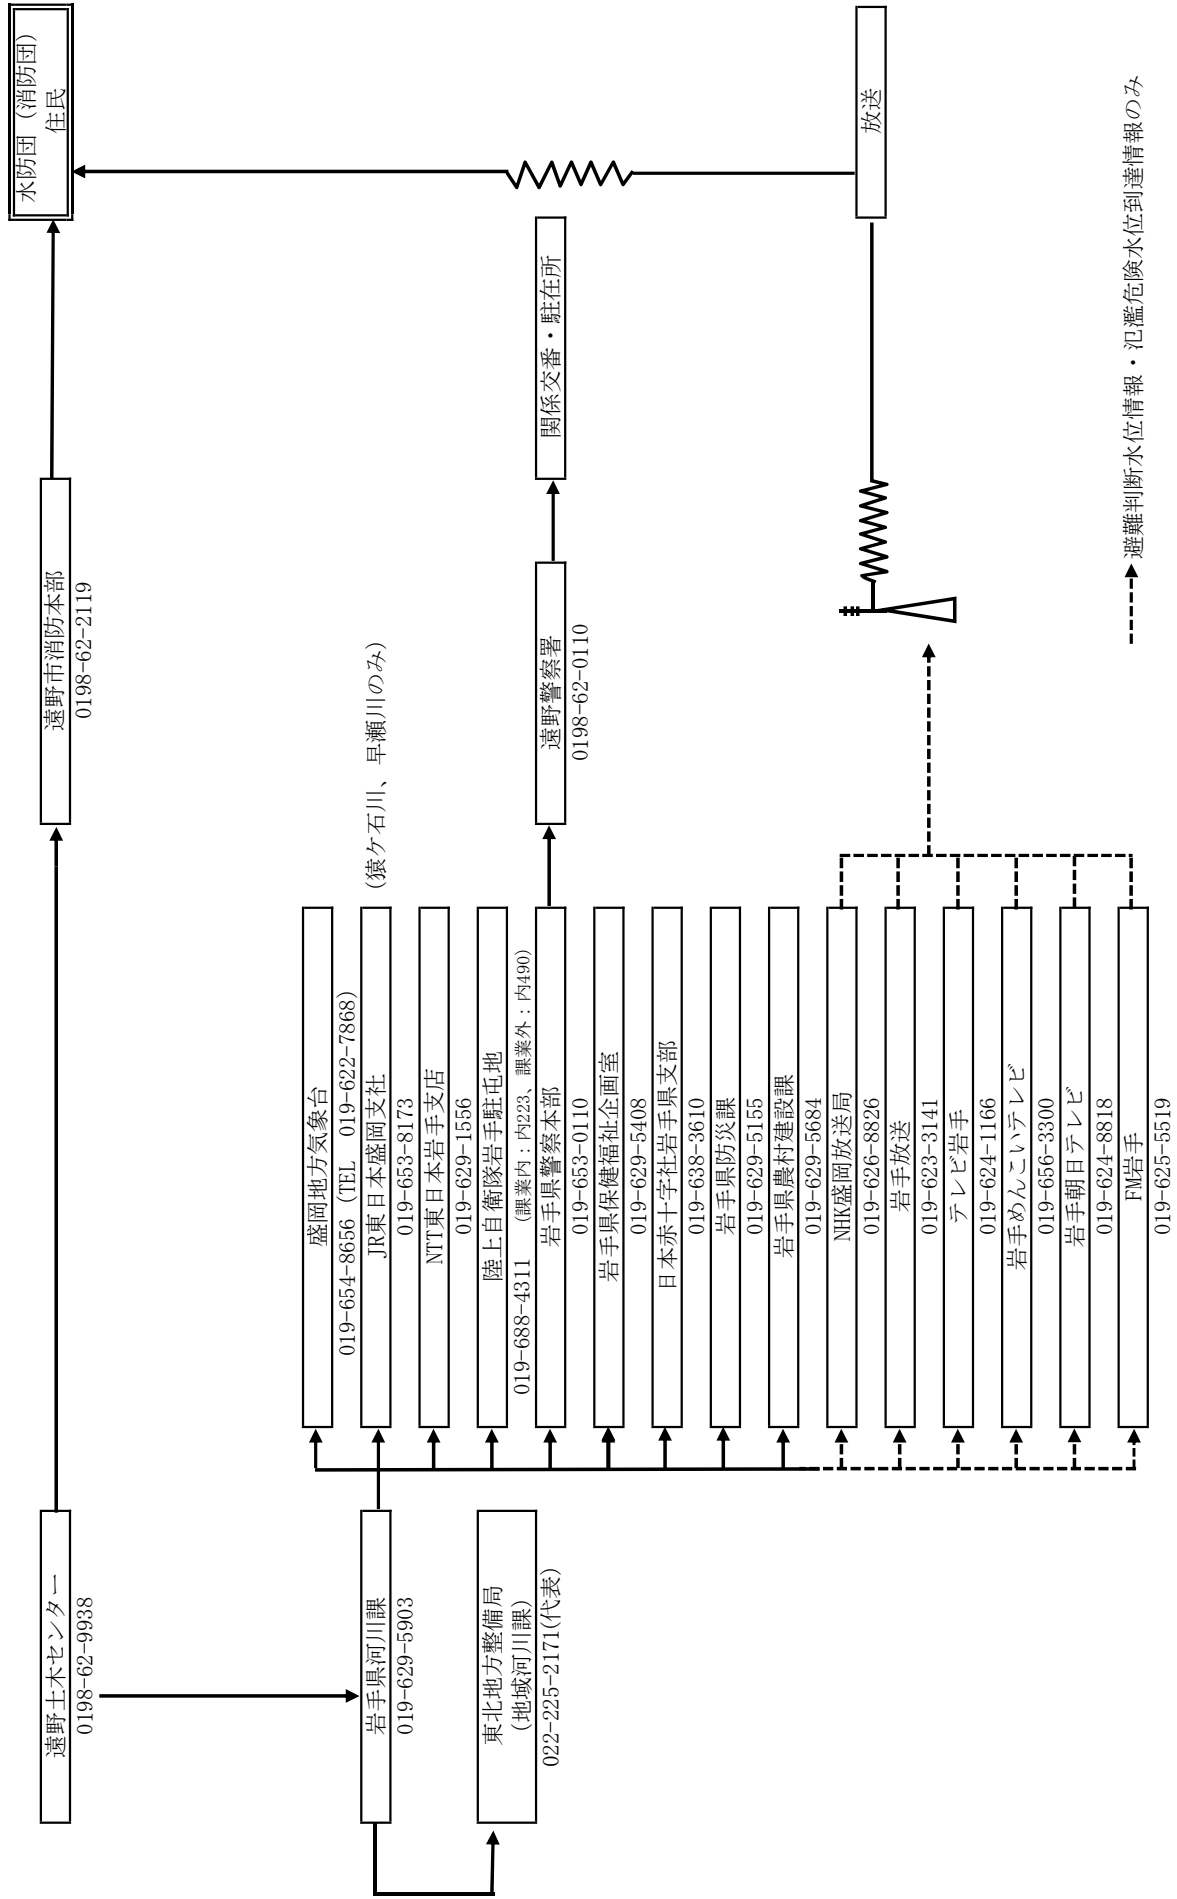 遠野土木センター
0198-62-9938
遠野市消防本部
0198-62-2119
水防団（消防団）
住民
岩手県河川課
019-629-5903
東北地方整備局
(地域河川課)
022-225-2171(代表)
盛岡地方気象台
019-654-8656（TEL　019-622-7868）
JR東日本盛岡支社
(猿ケ石川、早瀬川のみ)
019-653-8173
NTT東日本岩手支店
019-629-1556
陸上自衛隊岩手駐屯地
019-688-4311　（課業内：内223、課業外：内490）
岩手県警察本部
019-653-0110
遠野警察署
0198-62-0110
関係交番・駐在所
岩手県保健福祉企画室
019-629-5408
日本赤十字社岩手県支部
019-638-3610
岩手県防災課
019-629-5155
岩手県農村建設課
019-629-5684
NHK盛岡放送局
019-626-8826
岩手放送
019-623-3141
テレビ岩手
019-624-1166
岩手めんこいテレビ
019-656-3300
岩手朝日テレビ
019-624-8818
FM岩手
019-625-5519
放送
避難判断水位情報・氾濫危険水位到達情報のみ